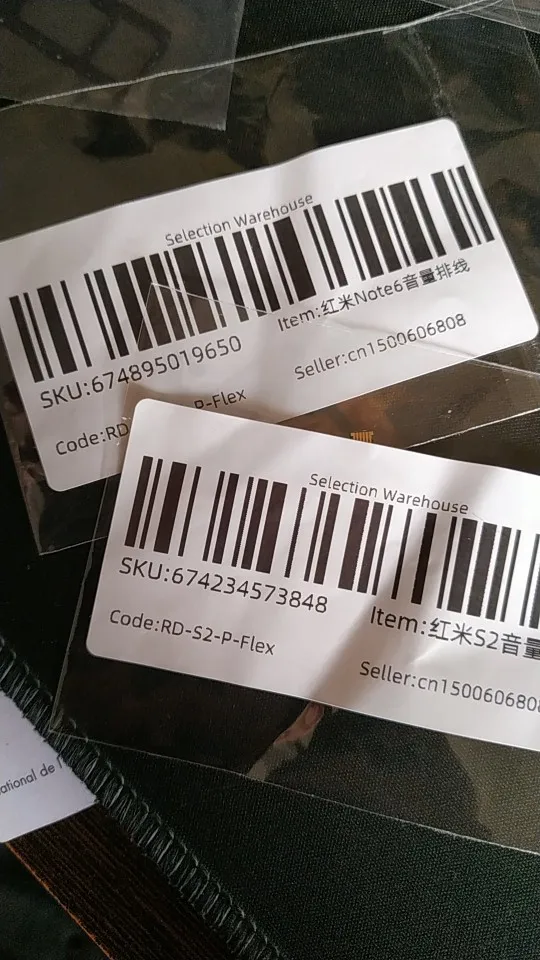 Selection Warehouse
SKU:674895019650
Item:红米Note6音量排线
Code:RD P-Flex
Seller:cn1500606808
Selection Warehouse
SKU:674234573848
Item:红米S2音量
Code:RD-S2-P-Flex
Seller:cn150060680
ational de l